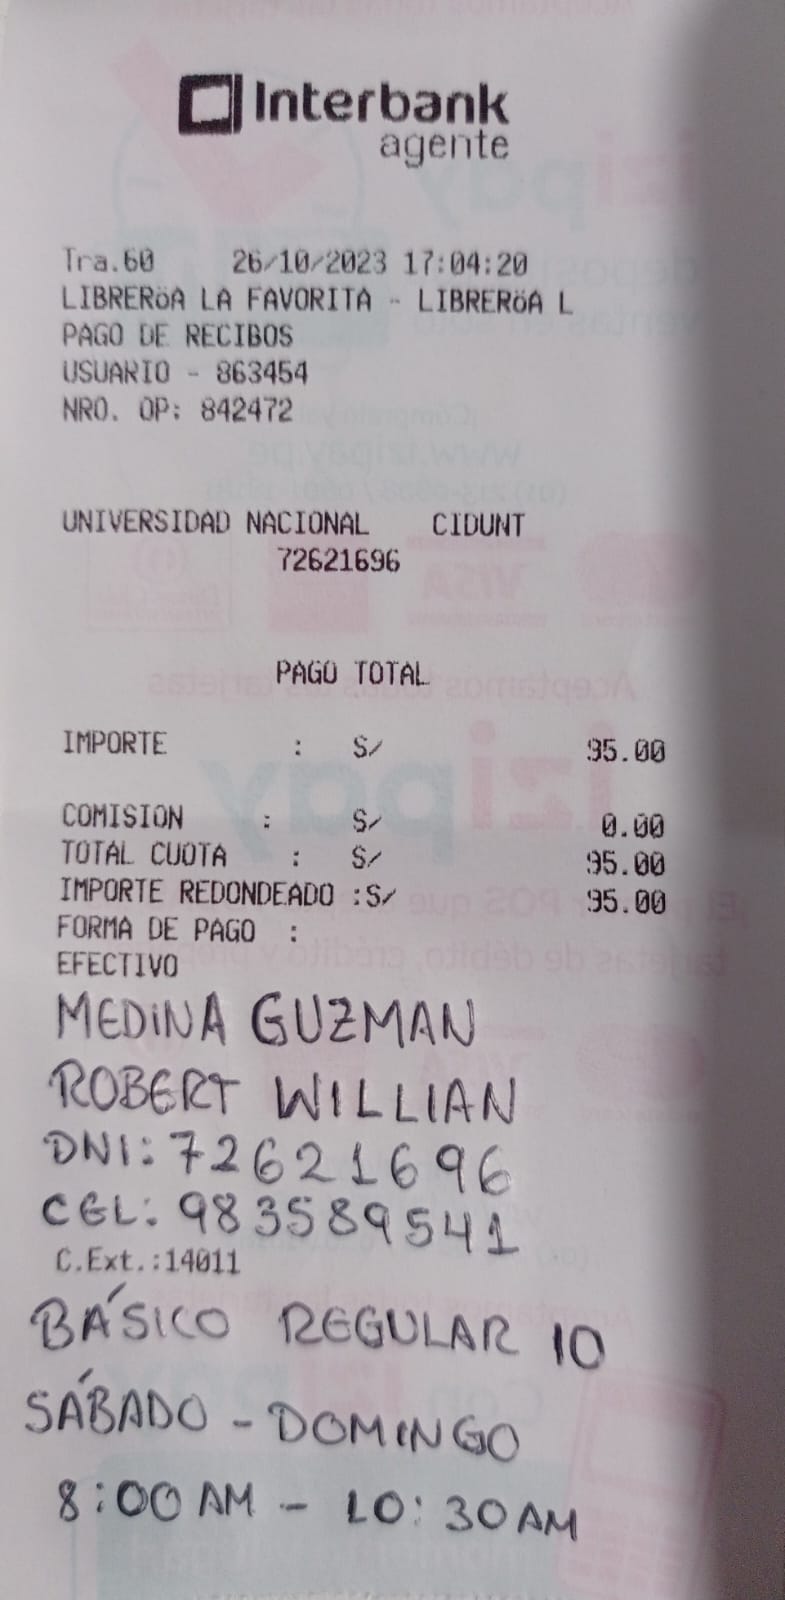 Interbank
agente
Tra.60 26/10/2023 17:04:20
LIBRERöA LA FAVORITA - LIBRERöA L
PAGO DE RECIBOS
USUARIO - 863454
NRO. OP: 842472
UNIVERSIDAD NACIONAL CIDUNT
72621696
PAGO TOTAL
IMPORTE : S/ 95.00
COMISION : S/ 0.00
TOTAL CUOTA : S/ 95.00
IMPORTE REDONDEADO :S/ 95.00
FORMA DE PAGO :
EFECTIVO
MEDINA GUZMAN
ROBERT WILLIAN
DNI: 72621696
CEL: 983589541
C.Ext.:14011
BÁSICO REGULAR 10
SÁBADO - DOMINGO
8:00 AM - 10:30 AM